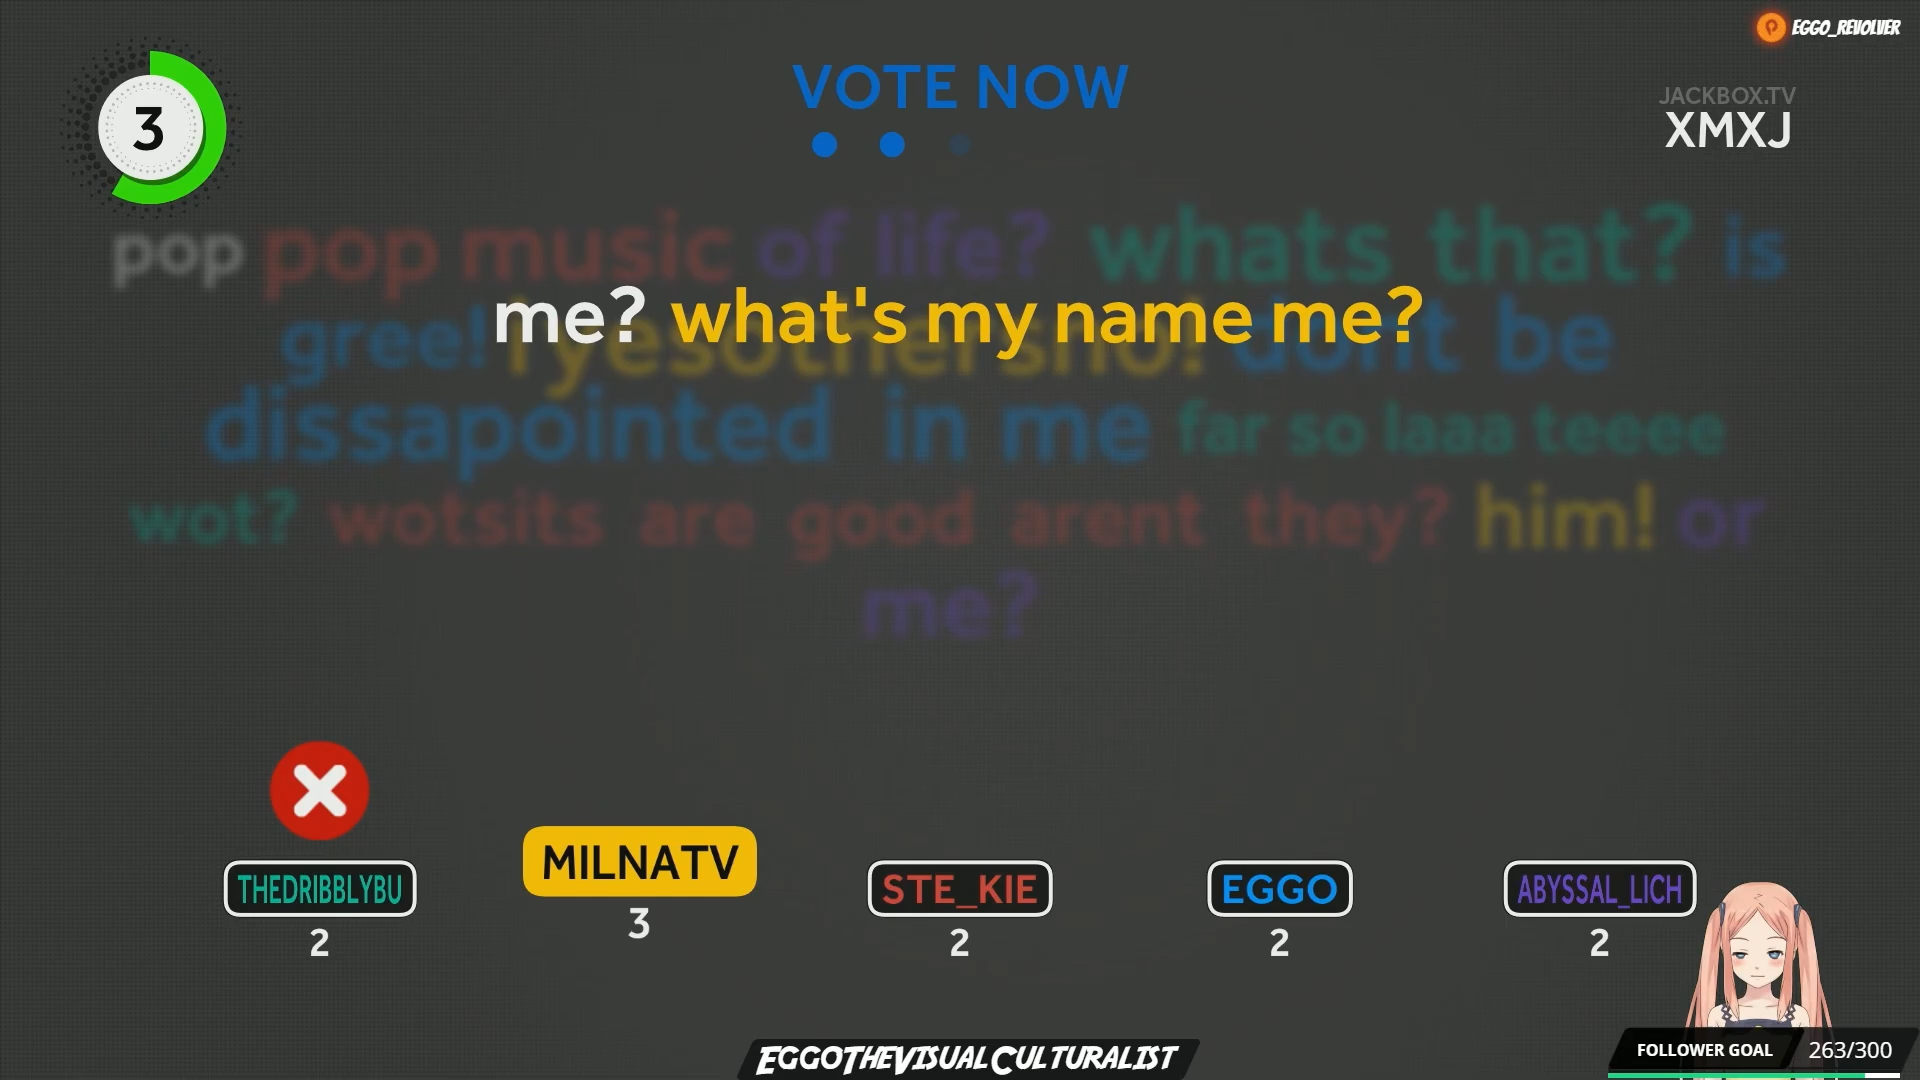 EGGO_REVOLVER
3
VOTE NOW
JACKBOX.TV
XMXJ
pop pop music of life? whats that? is
me? what's my name me?
gree! ryesothersno! dont be
dissapointed in me far so laaa teeee
wot? wotsits are good arent they? him! or
me?
THEDRIBBLYBU
MILNATV
STE_KIE
EGGO
ABYSSAL_LICH
2
3
2
2
2
EGGOTHEVISUALCULTURALIST
FOLLOWER GOAL 263/300